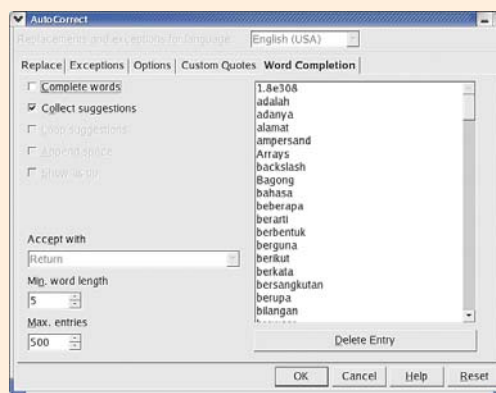 AutoCorrect
Replacements and exceptions for language: English (USA)
Replace Exceptions Options Custom Quotes Word Completion
Complete words
Collect suggestions
Loop suggestions
Append space
Show as tip
Accept with
Return
Min. word length
5
Max. entries
500
1.8e308
adalah
adanya
alamat
ampersand
Arrays
backslash
Bagong
bahasa
beberapa
berarti
berbentuk
berguna
berikut
berkata
bersangkutan
berupa
bilangan
Delete Entry
OK Cancel Help Reset